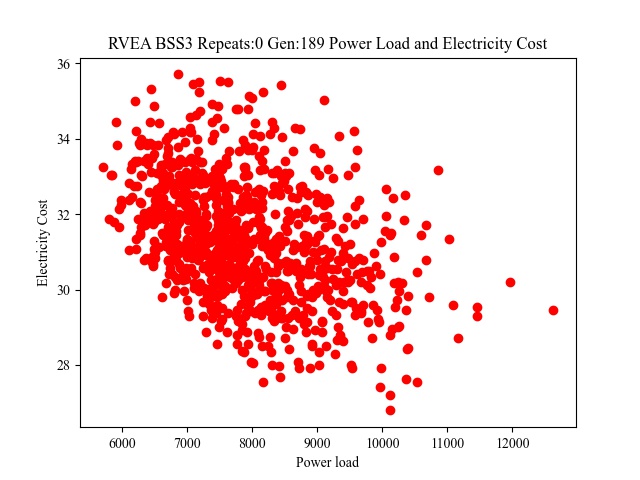 RVEA BSS3 Repeats:0 Gen:189 Power Load and Electricity Cost
36
34
32
30
28
Electricity Cost
6000 7000 8000 9000 10000 11000 12000
Power load